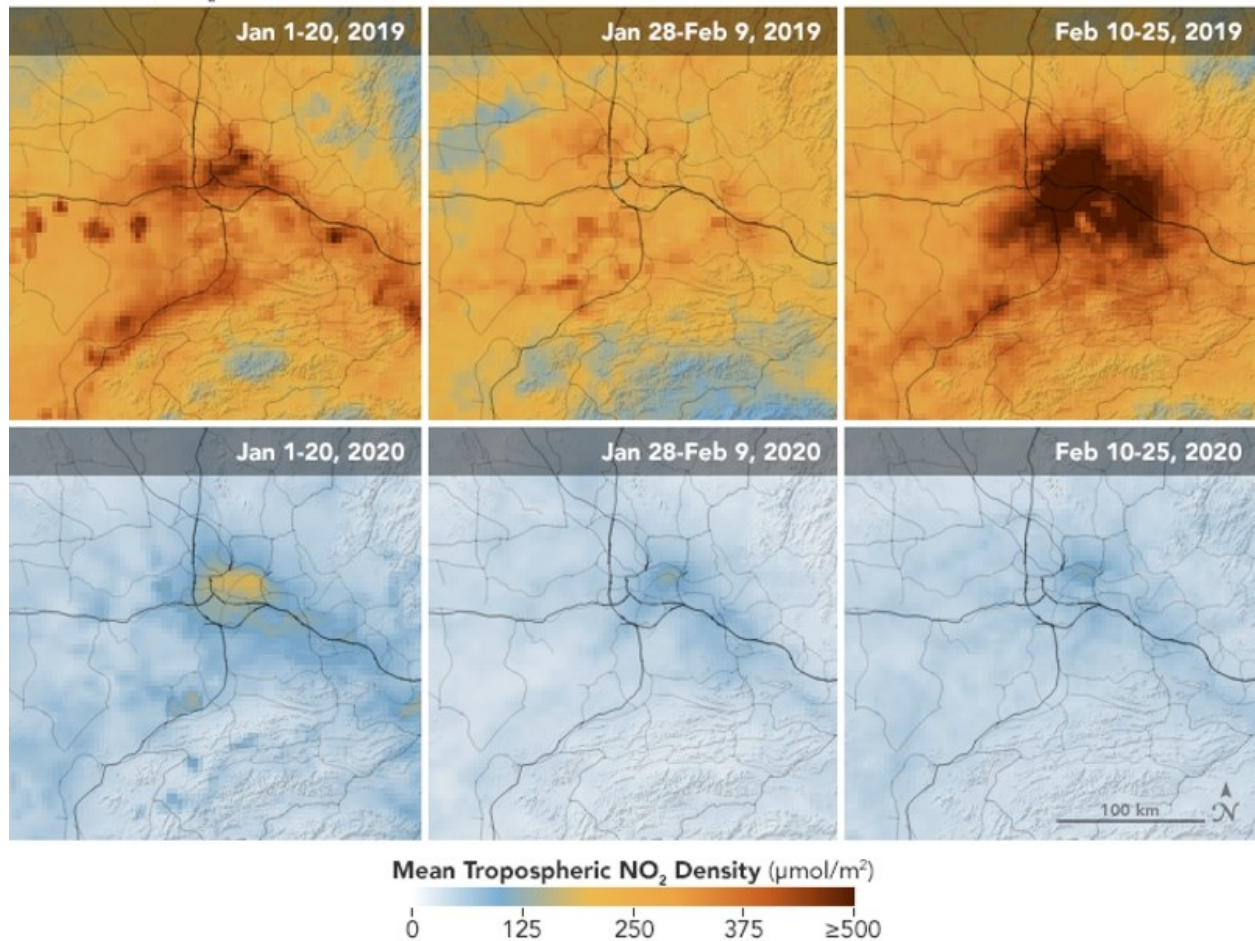 Jan 1-20, 2019
Jan 28-Feb 9, 2019
Feb 10-25, 2019
Jan 1-20, 2020
Jan 28-Feb 9, 2020
Feb 10-25, 2020
100 km
N
Mean Tropospheric NO₂ Density (µmol/m²)
0 125 250 375 ≥500